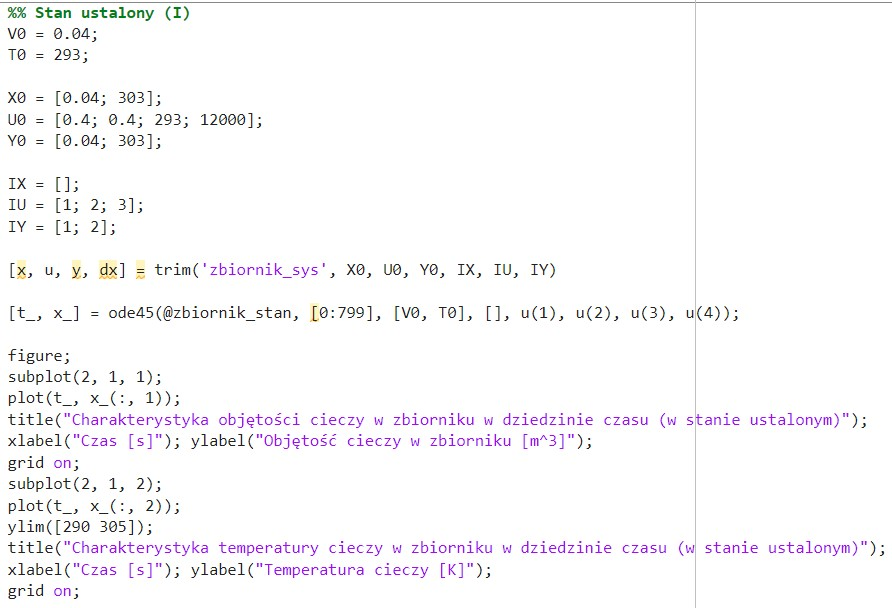 %% Stan ustalony (I)
V0 = 0.04;
T0 = 293;
X0 = [0.04; 303];
U0 = [0.4; 0.4; 293; 12000];
Y0 = [0.04; 303];
IX = [];
IU = [1; 2; 3];
IY = [1; 2];
[x, u, y, dx] = trim('zbiornik_sys', X0, U0, Y0, IX, IU, IY)
[t_, x_] = ode45(@zbiornik_stan, [0:799], [V0, T0], [], u(1), u(2), u(3), u(4));
figure;
subplot(2, 1, 1);
plot(t_, x_(:, 1));
title("Charakterystyka objętości cieczy w zbiorniku w dziedzinie czasu (w stanie ustalonym)");
xlabel("Czas [s]"); ylabel("Objętość cieczy w zbiorniku [m^3]");
grid on;
subplot(2, 1, 2);
plot(t_, x_(:, 2));
ylim([290 305]);
title("Charakterystyka temperatury cieczy w zbiorniku w dziedzinie czasu (w stanie ustalonym)");
xlabel("Czas [s]"); ylabel("Temperatura cieczy [K]");
grid on;